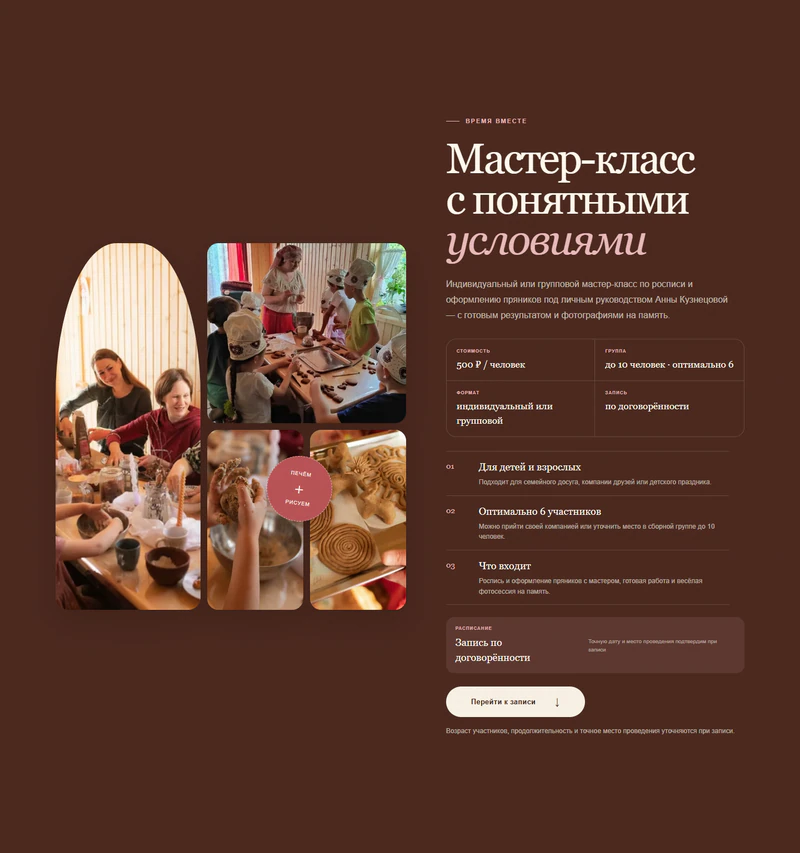 ВРЕМЯ ВМЕСТЕ
Мастер-класс
с понятными
условиями
Индивидуальный или групповой мастер-класс по росписи и
оформлению пряников под личным руководством Анны Кузнецовой
— с готовым результатом и фотографиями на память.
СТОИМОСТЬ
500 ₽ / человек
ГРУППА
до 10 человек · оптимально 6
ФОРМАТ
индивидуальный или
групповой
ЗАПИСЬ
по договорённости
01
Для детей и взрослых
Подходит для семейного досуга, компании друзей или детского праздника.
02
Оптимально 6 участников
Можно прийти своей компанией или уточнить место в сборной группе до 10
человек.
03
Что входит
Роспись и оформление пряников с мастером, готовая работа и весёлая
фотосессия на память.
РАСПИСАНИЕ
Запись по
договорённости
Точную дату и место проведения подтвердим при
записи
Перейти к записи ↓
Возраст участников, продолжительность и точное место проведения уточняются при записи.
ПЕЧЁМ
+
РИСУЕМ